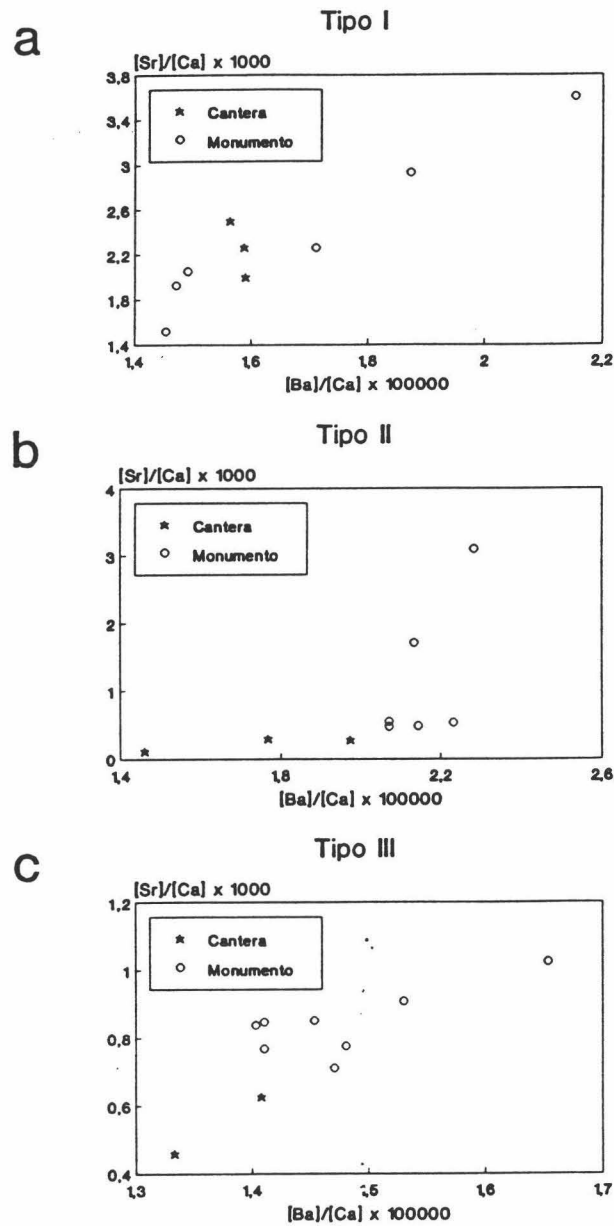 a
Tipo I
[Sr]/[Ca] x 1000
3,8
3,4
3
2,6
2,2
1,8
1,4
Cantera
Monumento
1,4 1,6 1,8 2 2,2
[Ba]/[Ca] x 100000
b
Tipo II
[Sr]/[Ca] x 1000
4
3
2
1
0
Cantera
Monumento
1,4 1,8 2,2 2,6
[Ba]/[Ca] x 100000
c
Tipo III
[Sr]/[Ca] x 1000
1,2
1
0,8
0,6
0,4
Cantera
Monumento
1,3 1,4 1,5 1,6 1,7
[Ba]/[Ca] x 100000